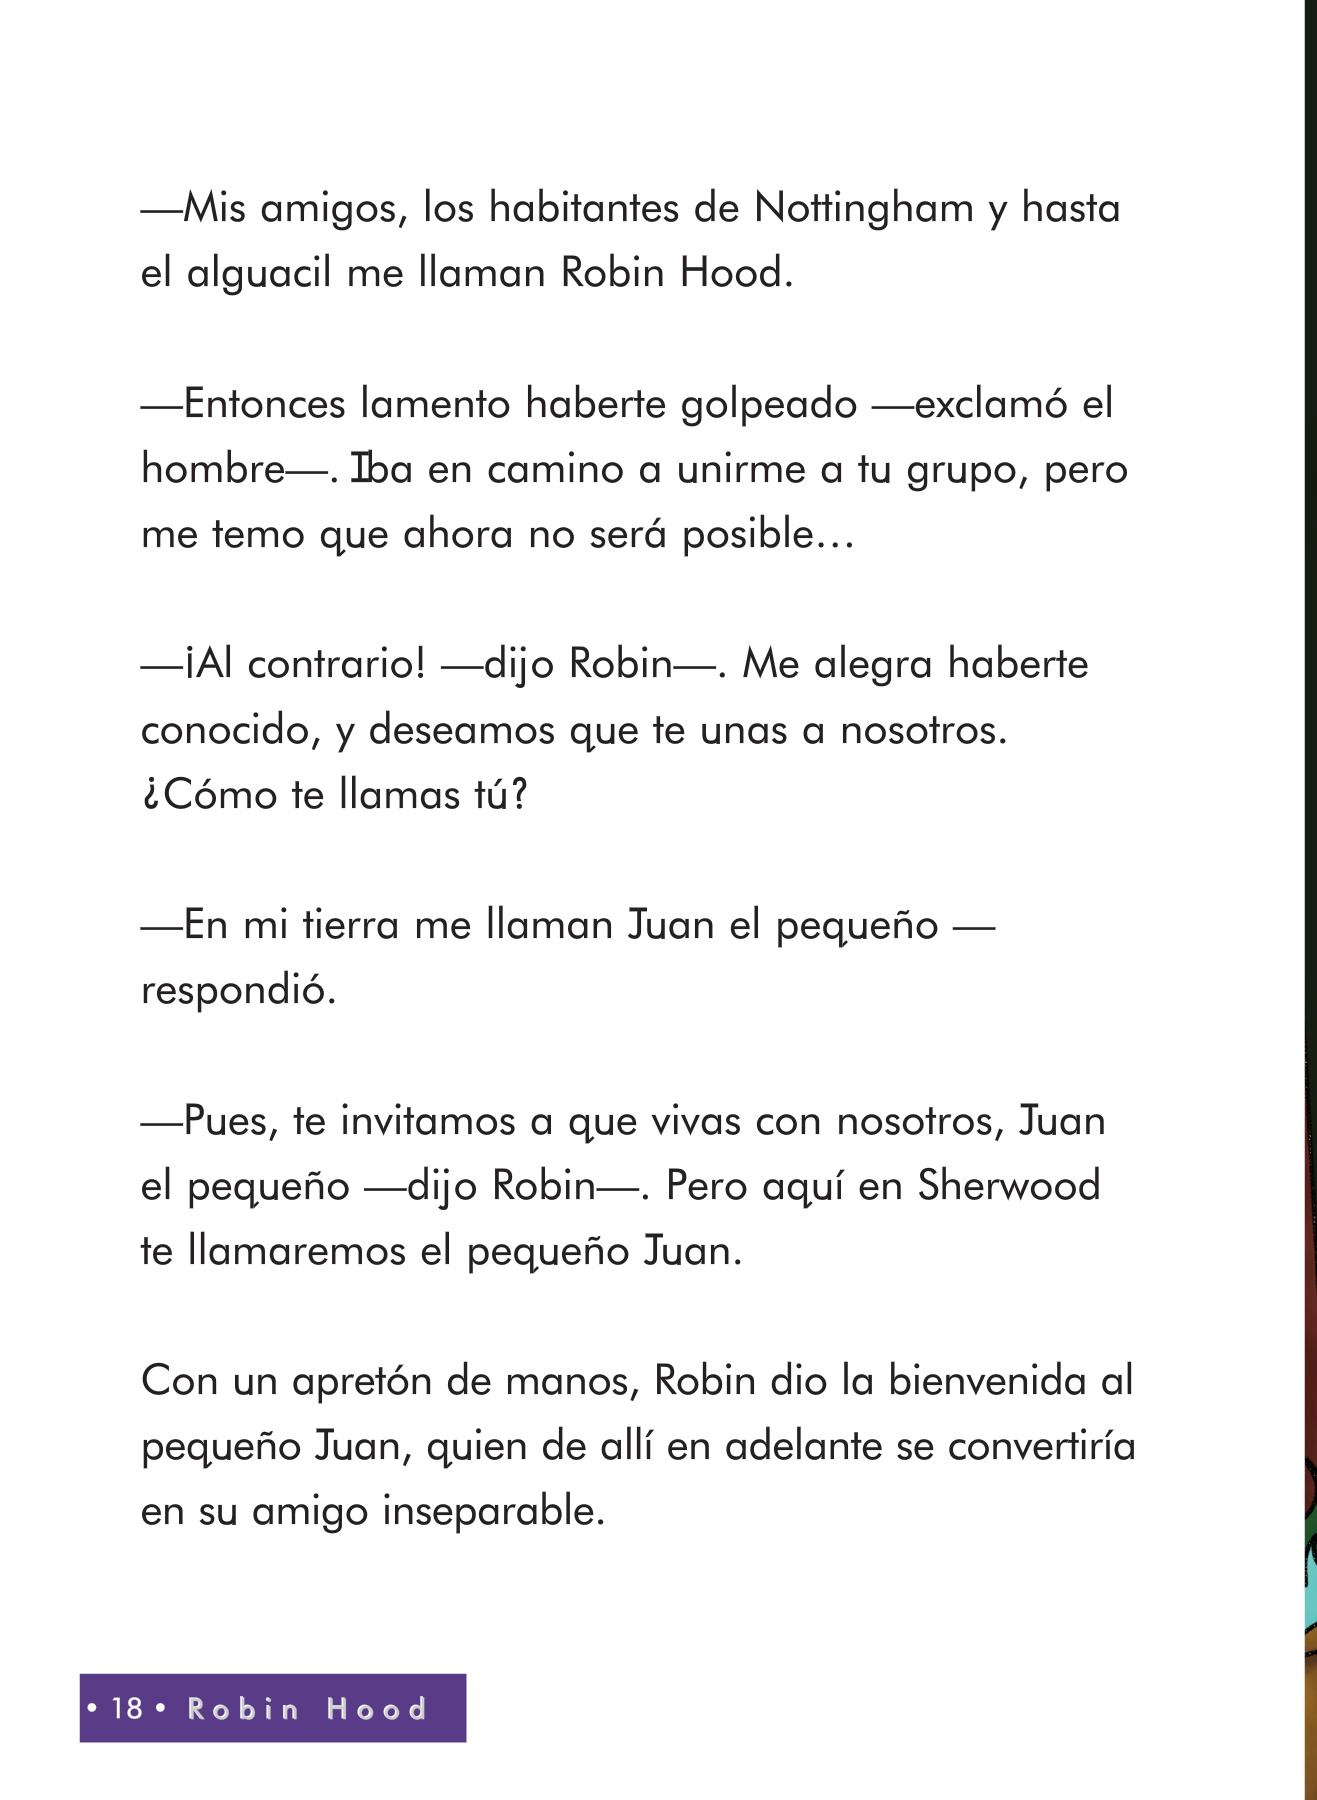 —Mis amigos, los habitantes de Nottingham y hasta
el alguacil me llaman Robin Hood.
—Entonces lamento haberte golpeado —exclamó el
hombre—. Iba en camino a unirme a tu grupo, pero
me temo que ahora no será posible...
—¡Al contrario! —dijo Robin—. Me alegra haberte
conocido, y deseamos que te unas a nosotros.
¿Cómo te llamas tú?
—En mi tierra me llaman Juan el pequeño —
respondió.
—Pues, te invitamos a que vivas con nosotros, Juan
el pequeño —dijo Robin—. Pero aquí en Sherwood
te llamaremos el pequeño Juan.
Con un apretón de manos, Robin dio la bienvenida al
pequeño Juan, quien de allí en adelante se convertiría
en su amigo inseparable.
• 18 • Robin Hood